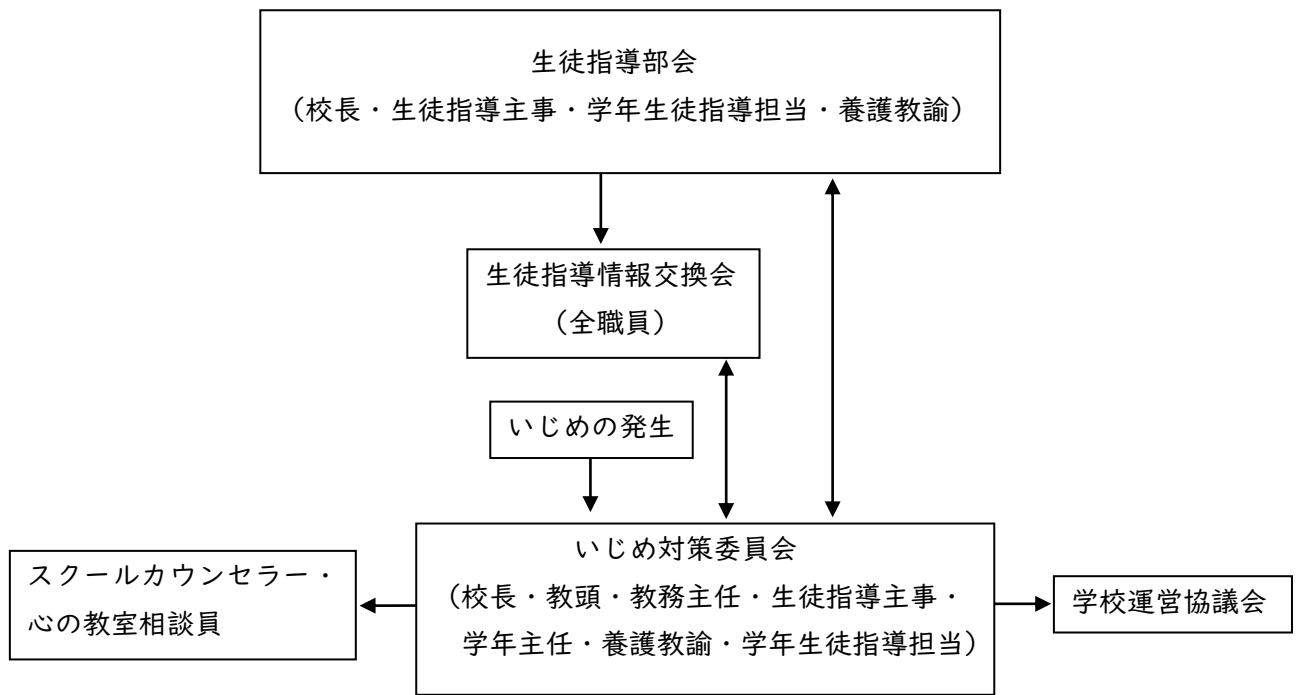 生徒指導部会
（校長・生徒指導主事・学年生徒指導担当・養護教諭）
生徒指導情報交換会
（全職員）
いじめの発生
いじめ対策委員会
（校長・教頭・教務主任・生徒指導主事・
学年主任・養護教諭・学年生徒指導担当）
スクールカウンセラー・
心の教室相談員
学校運営協議会